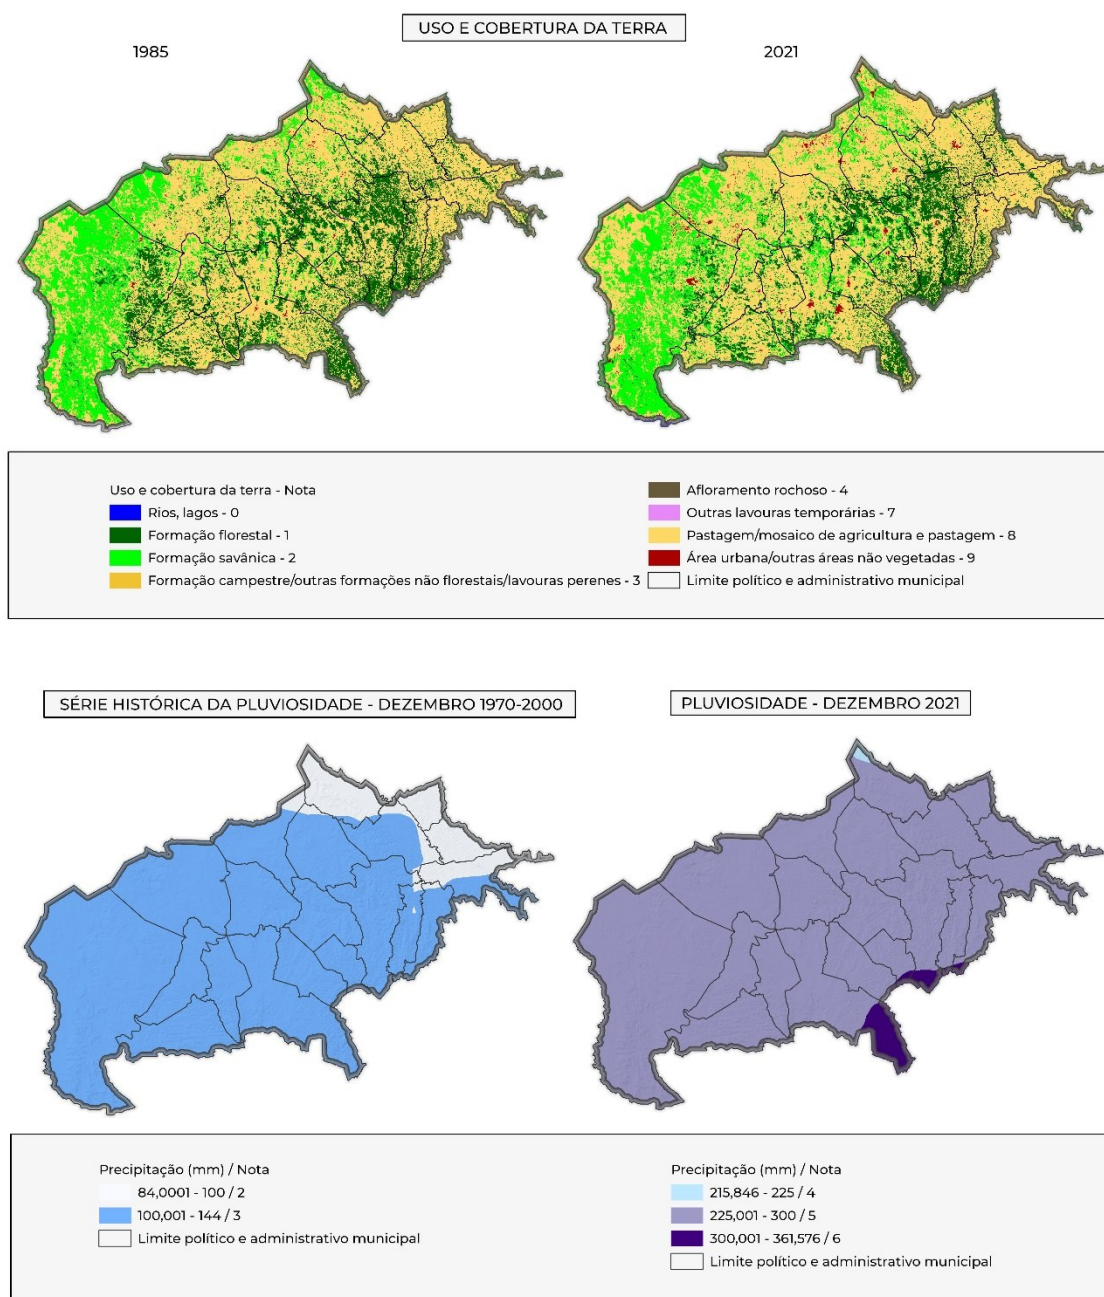 USO E COBERTURA DA TERRA
1985
2021
Uso e cobertura da terra - Nota
Rios, lagos - 0
Formação florestal - 1
Formação savânica - 2
Formação campestre/outras formações não florestais/lavouras perenes - 3
Afloramento rochoso - 4
Outras lavouras temporárias - 7
Pastagem/mosaico de agricultura e pastagem - 8
Área urbana/outras áreas não vegetadas - 9
Limite político e administrativo municipal
SÉRIE HISTÓRICA DA PLUVIOSIDADE - DEZEMBRO 1970-2000
PLUVIOSIDADE - DEZEMBRO 2021
Precipitação (mm) / Nota
84,0001 - 100 / 2
100,001 - 144 / 3
Limite político e administrativo municipal
Precipitação (mm) / Nota
215,846 - 225 / 4
225,001 - 300 / 5
300,001 - 361,576 / 6
Limite político e administrativo municipal